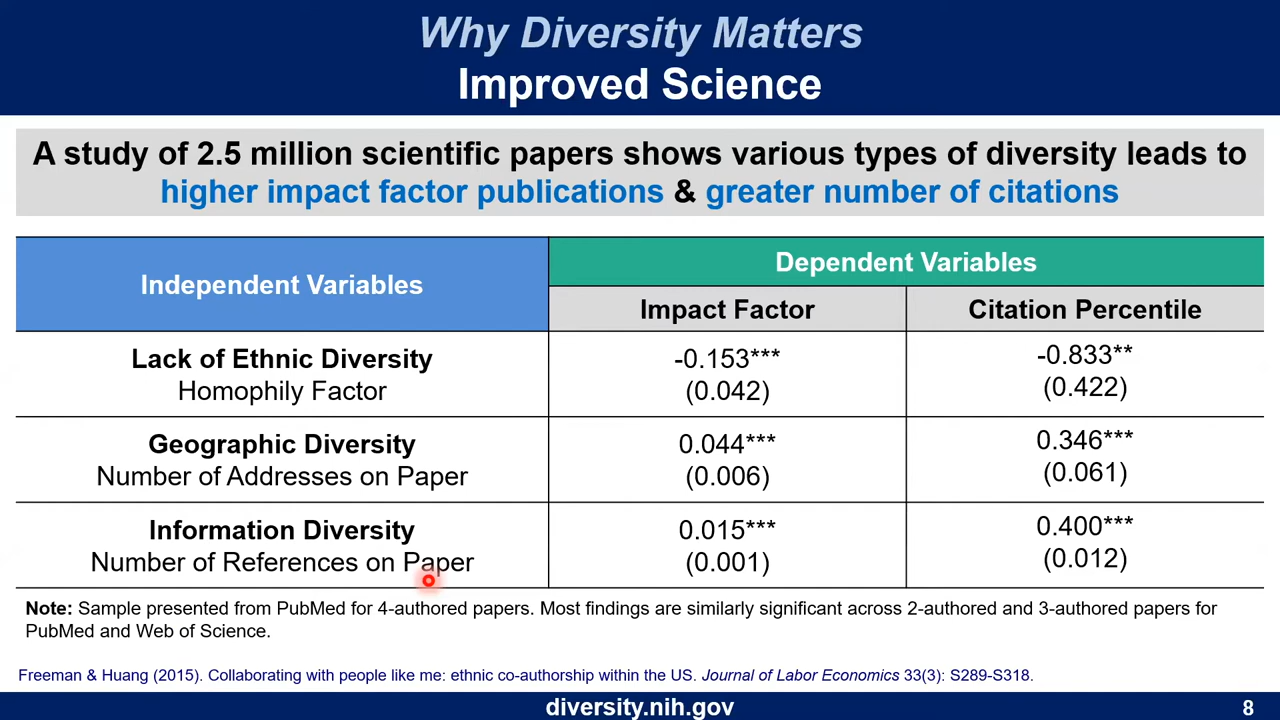 Why Diversity Matters
Improved Science
A study of 2.5 million scientific papers shows various types of diversity leads to
higher impact factor publications & greater number of citations
Independent Variables
Dependent Variables
Impact Factor
Citation Percentile
Lack of Ethnic Diversity
Homophily Factor
-0.153***
(0.042)
-0.833**
(0.422)
Geographic Diversity
Number of Addresses on Paper
0.044***
(0.006)
0.346***
(0.061)
Information Diversity
Number of References on Paper
0.015***
(0.001)
0.400***
(0.012)
Note: Sample presented from PubMed for 4-authored papers. Most findings are similarly significant across 2-authored and 3-authored papers for
PubMed and Web of Science.
Freeman & Huang (2015). Collaborating with people like me: ethnic co-authorship within the US. Journal of Labor Economics 33(3): S289-S318.
diversity.nih.gov
8